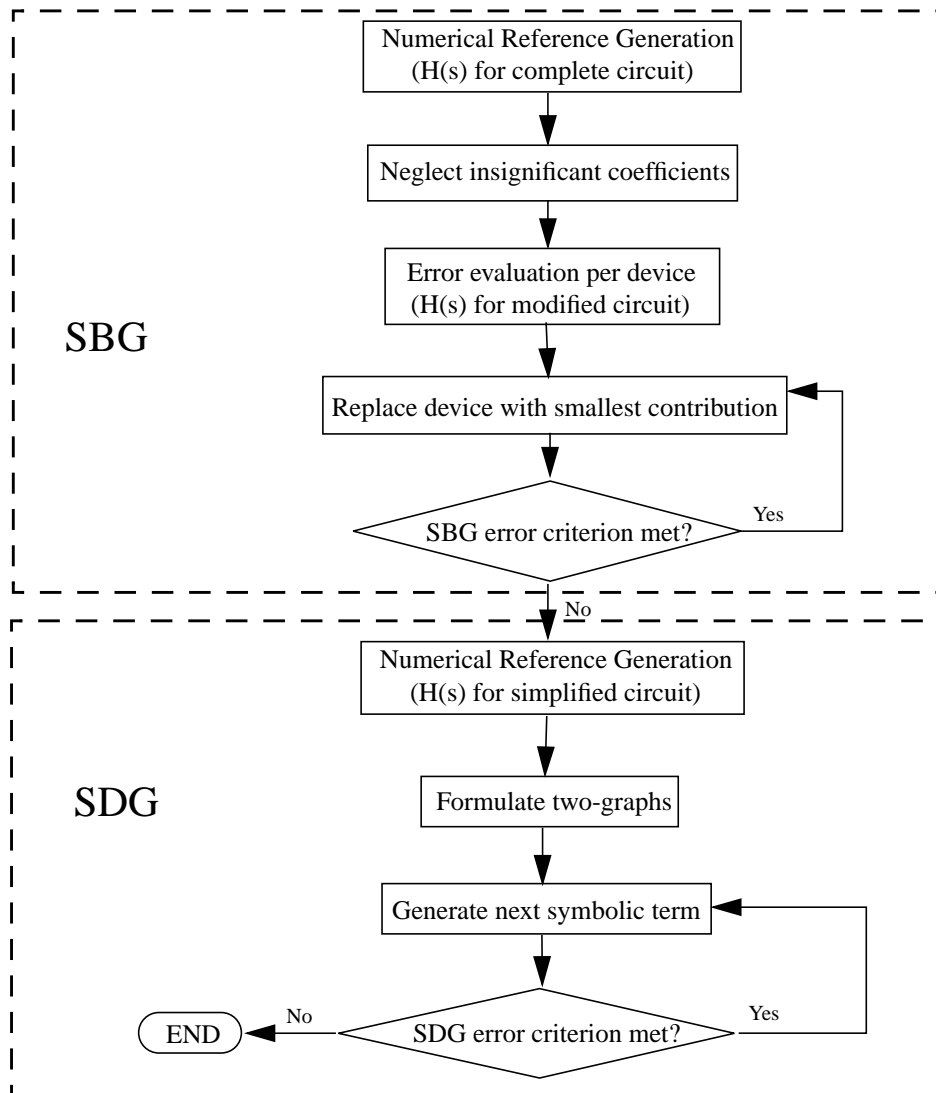 Numerical Reference Generation
(H(s) for complete circuit)
Neglect insignificant coefficients
Error evaluation per device
(H(s) for modified circuit)
SBG
Replace device with smallest contribution
SBG error criterion met?
Yes
No
Numerical Reference Generation
(H(s) for simplified circuit)
SDG
Formulate two-graphs
Generate next symbolic term
SDG error criterion met?
Yes
No
END